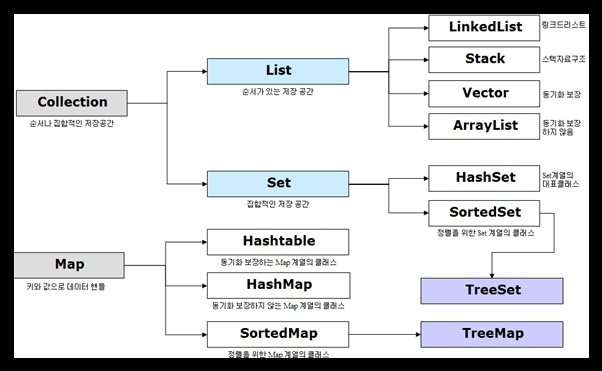 LinkedList 링크드리스트
Stack 스택자료구조
List
순서가 있는 저장 공간
Vector 동기화 보장
Collection
순서나 집합적인 저장공간
ArrayList 동기화 보장
하지 않음
HashSet Set계열의
대표클래스
Set
집합적인 저장 공간
SortedSet
정렬을 위한 Set 계열의 클래스
Hashtable
동기화 보장하는 Map 계열의 클래스
Map
키와 값으로 데이터 핸들
HashMap
동기화 보장하지 않는 Map 계열의 클래스
TreeSet
SortedMap
정렬을 위한 Map 계열의 클래스
TreeMap